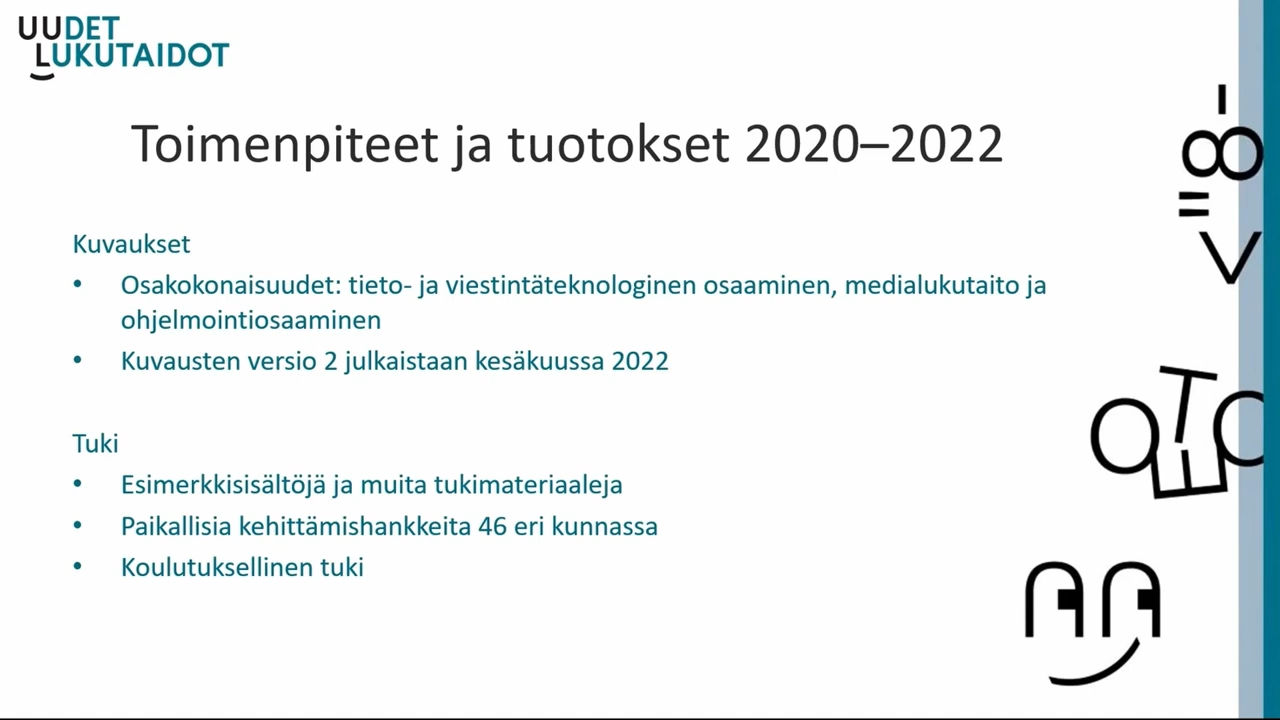 UUDET
LUKUTAIDOT
Toimenpiteet ja tuotokset 2020–2022
Kuvaukset
• Osakokonaisuudet: tieto- ja viestintäteknologinen osaaminen, medialukutaito ja
ohjelmointiosaaminen
• Kuvausten versio 2 julkaistaan kesäkuussa 2022
Tuki
• Esimerkkisisältöjä ja muita tukimateriaaleja
• Paikallisia kehittämishankkeita 46 eri kunnassa
• Koulutuksellinen tuki